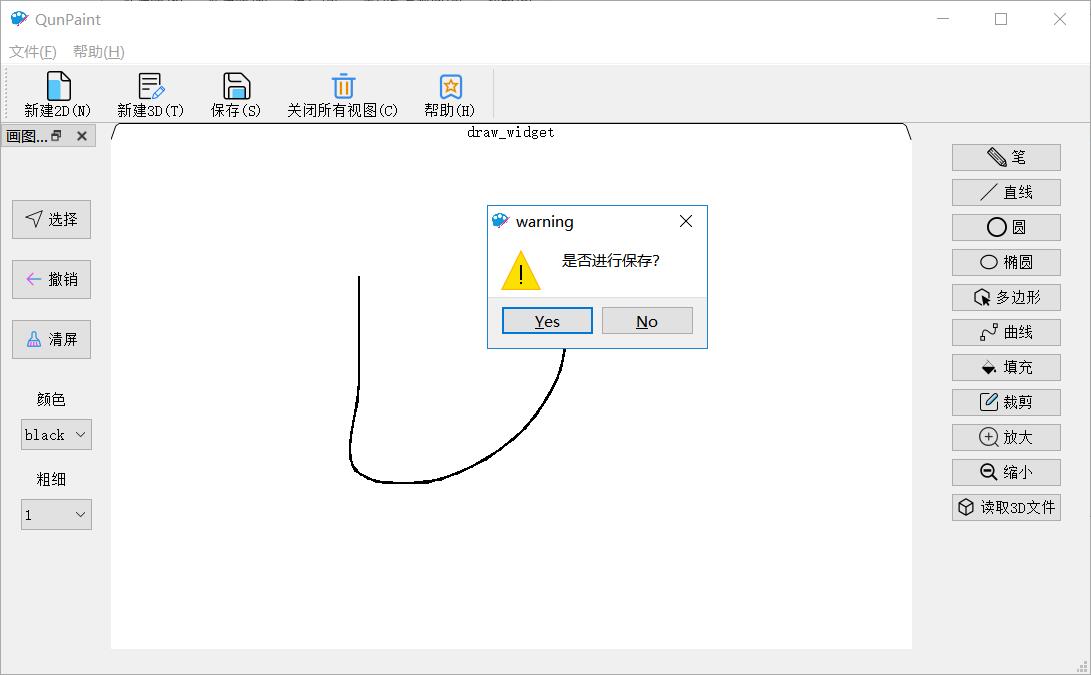 QunPaint
文件(F) 帮助(H)
新建2D(N) 新建3D(T) 保存(S) 关闭所有视图(C) 帮助(H)
画图...
draw_widget
选择
撤销
清屏
颜色
black
粗细
1
warning
是否进行保存?
Yes No
笔
直线
圆
椭圆
多边形
曲线
填充
裁剪
放大
缩小
读取3D文件